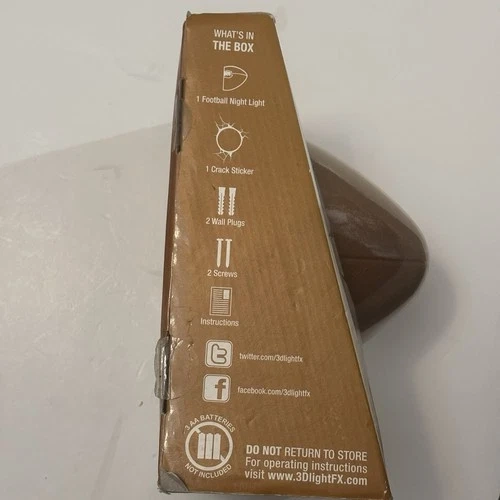 WHAT'S IN
THE BOX
1 Football Night Light
1 Crack Sticker
2 Wall Plugs
2 Screws
Instructions
twitter.com/3dlightfx
facebook.com/3dlightfx
3 AA BATTERIES
NOT INCLUDED
DO NOT RETURN TO STORE
For operating instructions
visit www.3DlightFX.com